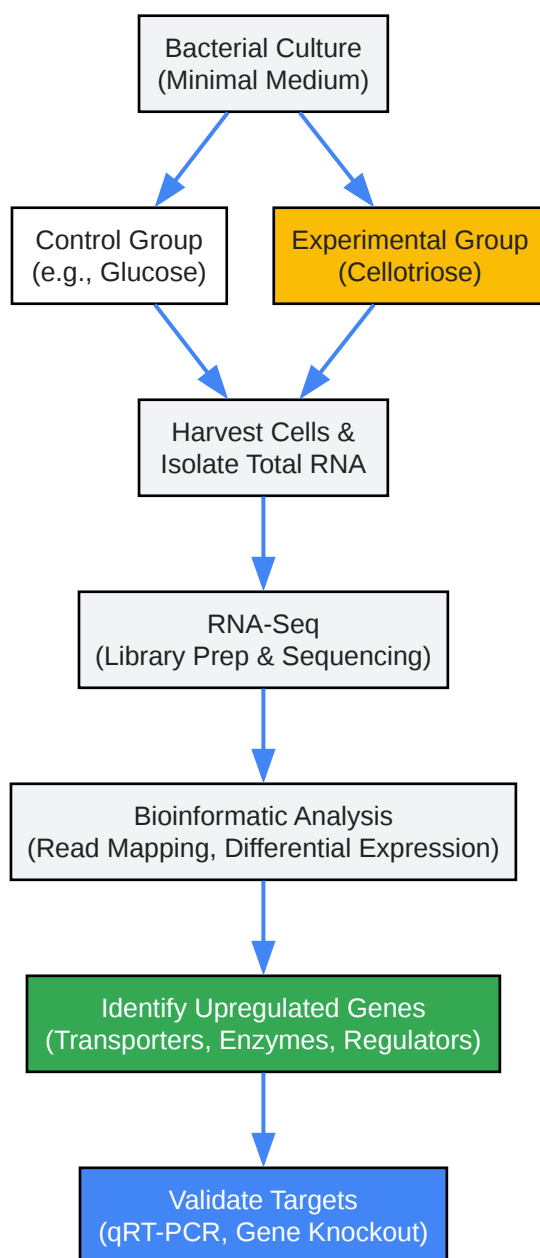 Bacterial Culture
(Minimal Medium)
Control Group
(e.g., Glucose)
Experimental Group
(Cellotriose)
Harvest Cells &
Isolate Total RNA
RNA-Seq
(Library Prep & Sequencing)
Bioinformatic Analysis
(Read Mapping, Differential Expression)
Identify Upregulated Genes
(Transporters, Enzymes, Regulators)
Validate Targets
(qRT-PCR, Gene Knockout)